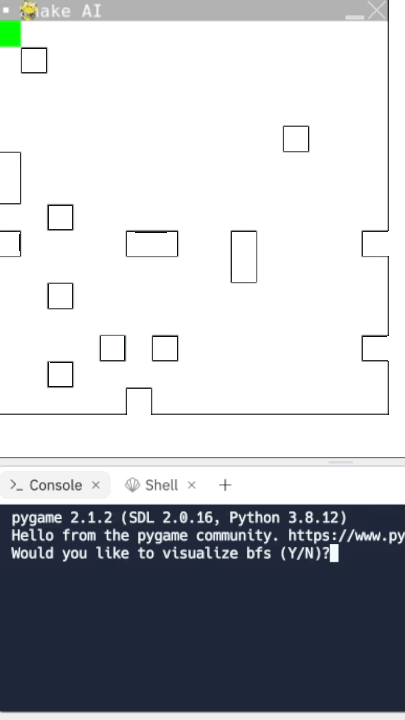 ake AI
Console
Shell
pygame 2.1.2 (SDL 2.0.16, Python 3.8.12)
Hello from the pygame community. https://www.py
Would you like to visualize bfs (Y/N)?